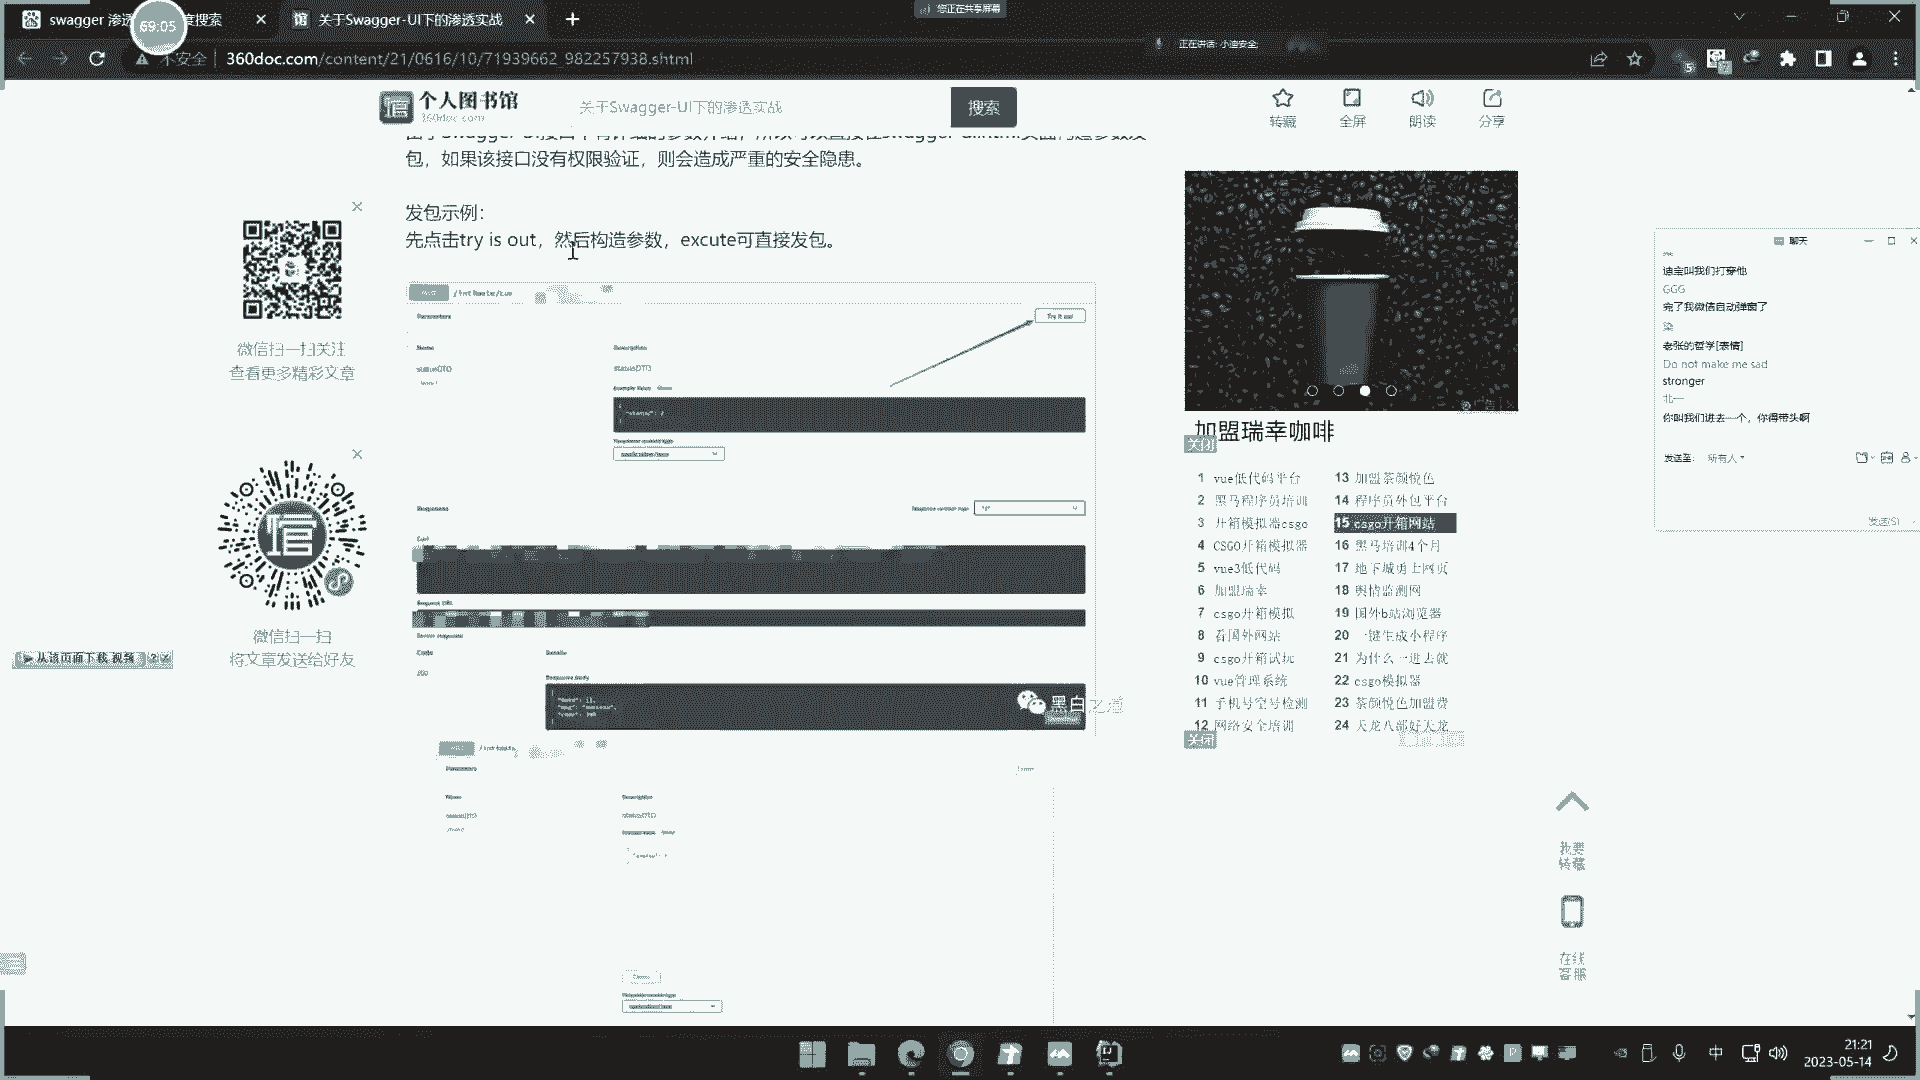 swagger 渗
度搜索
69:05
关于Swagger-UI下的渗透实战
您正在共享屏幕
不安全
360doc.com/content/21/0616/10/71939662_982257938.shtml
正在讲话: 小迪安全;
个人图书馆
360doc.com
关于Swagger-UI下的渗透实战
搜索
转藏
全屏
朗读
分享
包，如果该接口没有权限验证，则会造成严重的安全隐患。
发包示例：
先点击try is out，然后构造参数，excute可直接发包。
微信扫一扫关注
查看更多精彩文章
微信扫一扫
将文章发送给好友
从该页面下载 视频
Parameters
Try it out
Name
Description
Responses
Curl
Request URL
Server response
Code
Details
Response body
黑白之道
Name
Description
加盟瑞幸咖啡
关闭
1 vue低代码平台
2 黑马程序员培训
3 开箱模拟器csgo
4 CSGO开箱模拟器
5 vue3低代码
6 加盟瑞幸
7 csgo开箱模拟
8 看国外网站
9 csgo开箱试玩
10 vue管理系统
11 手机号空号检测
12 网络安全培训
13 加盟茶颜悦色
14 程序员外包平台
15 csgo开箱网站
16 黑马培训4个月
17 地下城勇士网页
18 舆情监测网
19 国外b站浏览器
20 一键生成小程序
21 为什么一进去就
22 csgo模拟器
23 茶颜悦色加盟费
24 天龙八部好天龙
关闭
我要
转藏
在线
客服
聊天
迪金叫我们打穿他
GGG
完了我微信自动弹窗了
染
老张的哲学[表情]
Do not make me sad
stronger
北一
你叫我们进去一个，你得带头啊
发送至:
所有人
发送(S)
中
21:21
2023-05-14